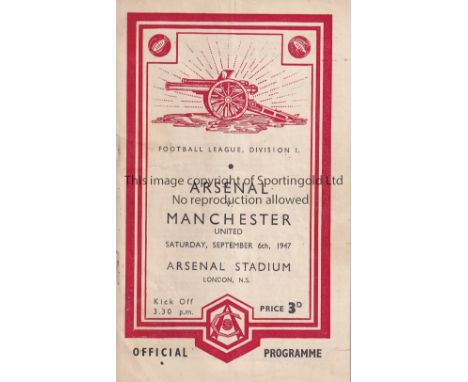 FOOTBALL LEAGUE, DIVISION I.
ARSENAL
This image copyright of Sportingold Ltd
v.
No reproduction allowed
MANCHESTER
UNITED
SATURDAY, SEPTEMBER 6th, 1947
ARSENAL STADIUM
LONDON, N.5.
Kick Off
3.30 p.m.
PRICE 3D
OFFICIAL PROGRAMME